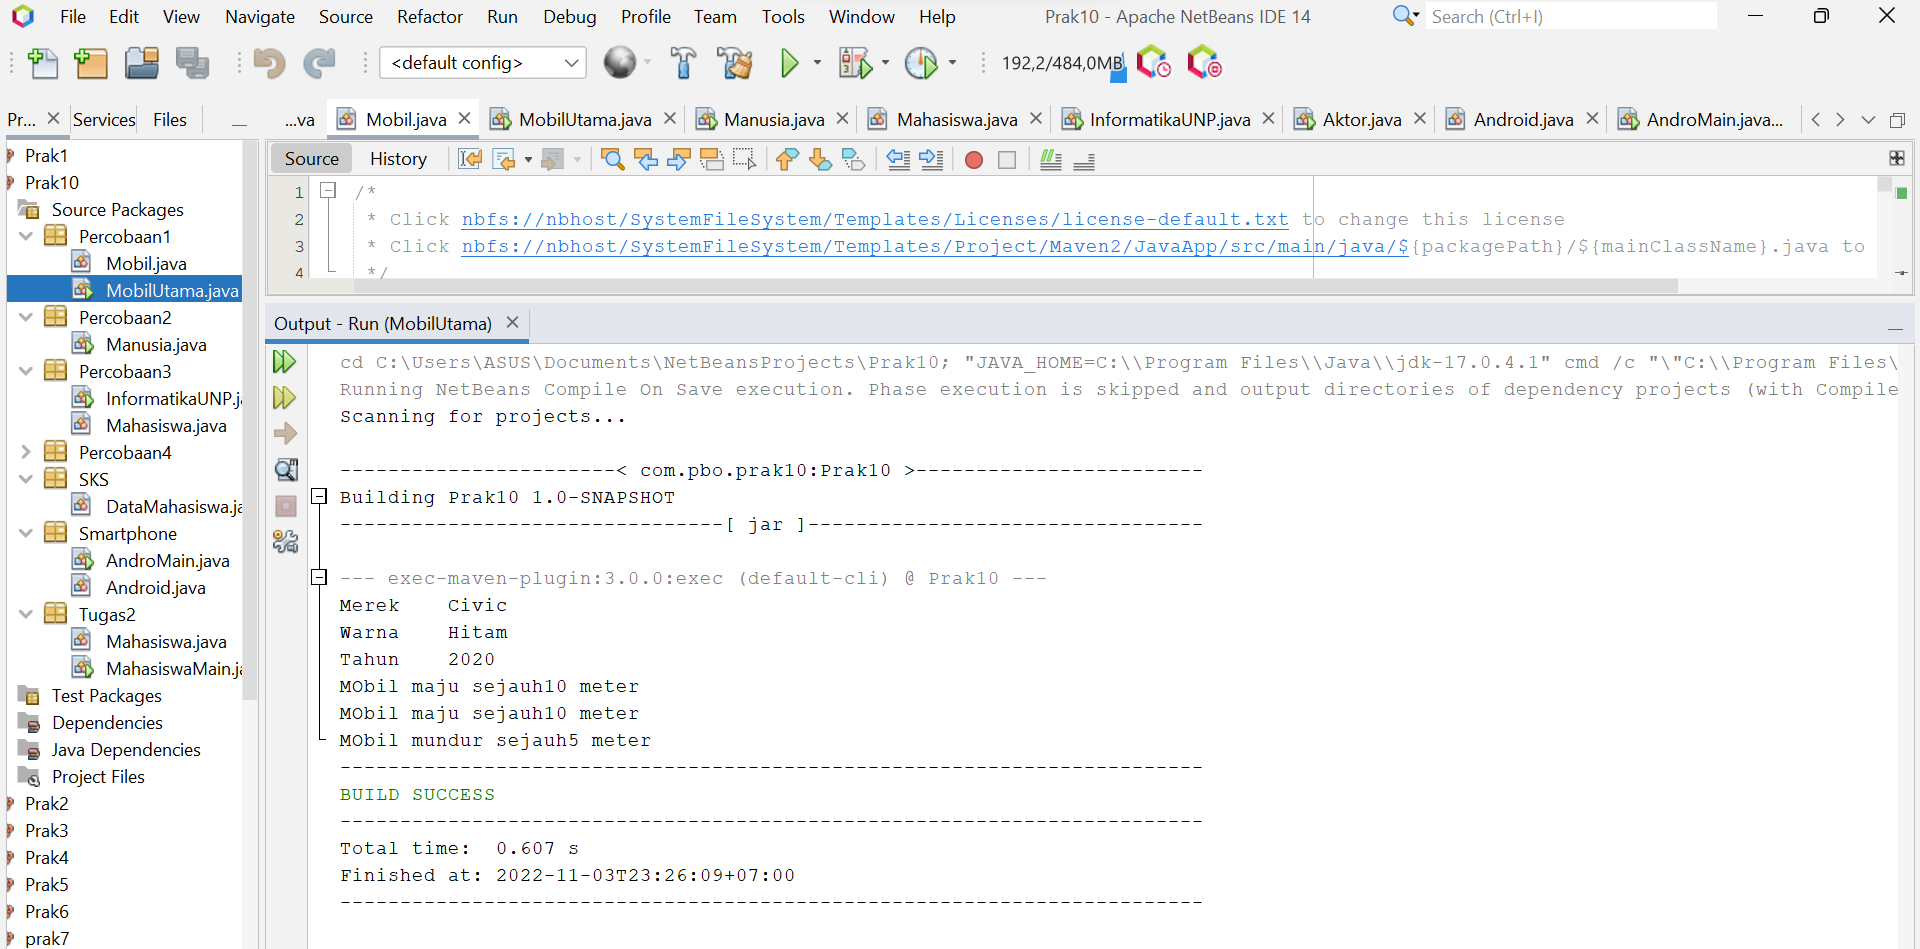 File Edit View Navigate Source Refactor Run Debug Profile Team Tools Window Help Prak10 - Apache NetBeans IDE 14 Search (Ctrl+I)
<default config> 192,2/484,0MB
Pr... Services Files ...va Mobil.java MobilUtama.java Manusia.java Mahasiswa.java InformatikaUNP.java Aktor.java Android.java AndroMain.java...
Source History
Prak1
Prak10
Source Packages
Percobaan1
Mobil.java
MobilUtama.java
Percobaan2
Manusia.java
Percobaan3
InformatikaUNP.ja
Mahasiswa.java
Percobaan4
SKS
DataMahasiswa.ja
Smartphone
AndroMain.java
Android.java
Tugas2
Mahasiswa.java
MahasiswaMain.ja
Test Packages
Dependencies
Java Dependencies
Project Files
Prak2
Prak3
Prak4
Prak5
Prak6
prak7
1 /*
2 * Click nbfs://nbhost/SystemFileSystem/Templates/Licenses/license-default.txt to change this license
3 * Click nbfs://nbhost/SystemFileSystem/Templates/Project/Maven2/JavaApp/src/main/java/${packagePath}/${mainClassName}.java to
4 */
Output - Run (MobilUtama)
cd C:\Users\ASUS\Documents\NetBeansProjects\Prak10; "JAVA_HOME=C:\\Program Files\\Java\\jdk-17.0.4.1" cmd /c "\"C:\\Program Files\
Running NetBeans Compile On Save execution. Phase execution is skipped and output directories of dependency projects (with Compile
Scanning for projects...
-----------------------< com.pbo.prak10:Prak10 >------------------------
Building Prak10 1.0-SNAPSHOT
--------------------------------[ jar ]---------------------------------
--- exec-maven-plugin:3.0.0:exec (default-cli) @ Prak10 ---
Merek    Civic
Warna    Hitam
Tahun    2020
MObil maju sejauh10 meter
MObil maju sejauh10 meter
MObil mundur sejauh5 meter
------------------------------------------------------------------------
BUILD SUCCESS
------------------------------------------------------------------------
Total time:  0.607 s
Finished at: 2022-11-03T23:26:09+07:00
------------------------------------------------------------------------